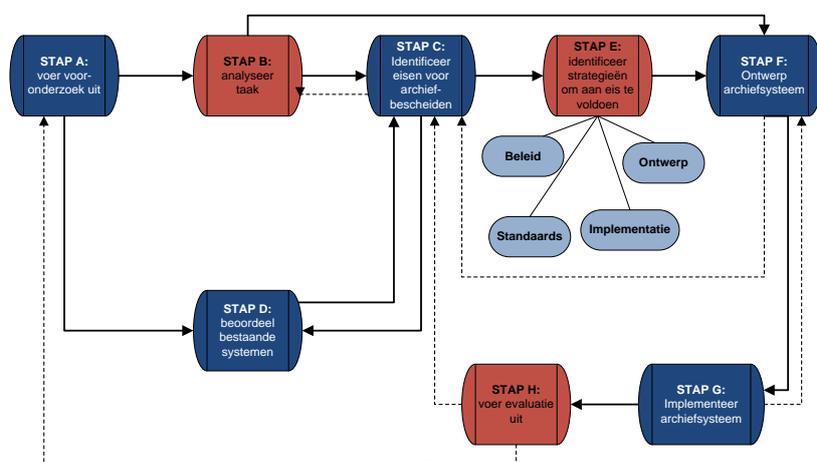 STAP A:
voer voor-
onderzoek uit
STAP B:
analyseer
taak
STAP C:
Identificeer
eisen voor
archief-
bescheiden
STAP E:
identificeer
strategieën
om aan eis te
voldoen
STAP F:
Ontwerp
archiefsysteem
Beleid
Ontwerp
Standaards
Implementatie
STAP D:
beoordeel
bestaande
systemen
STAP H:
voer evaluatie
uit
STAP G:
Implementeer
archiefsysteem